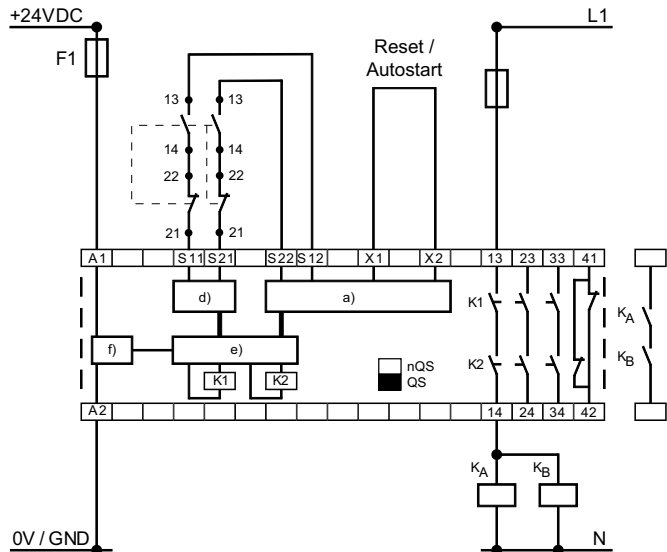 +24VDC
L1
F1
Reset /
Autostart
13
13
14
14
22
22
21
21
A1
S11
S21
S22
S12
X1
X2
13
23
33
41
d)
a)
K1
KA
f)
e)
K2
KB
K1
K2
nQS
QS
A2
14
24
34
42
KA
KB
0V / GND
N